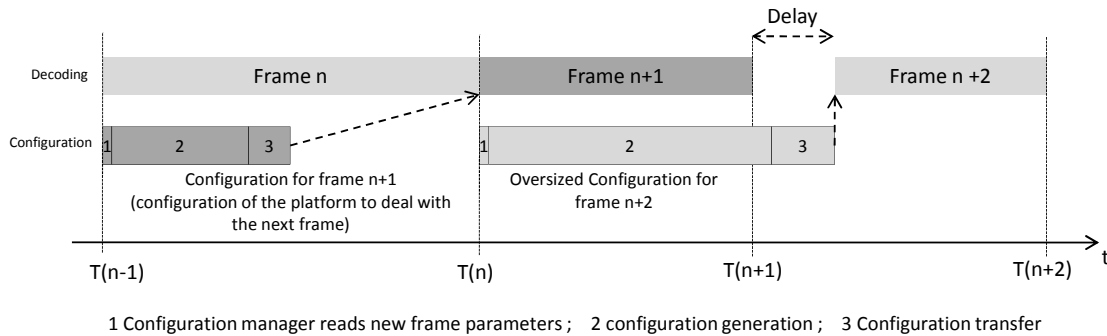 Delay
Decoding
Frame n
Frame n+1
Frame n +2
Configuration
1
2
3
1
2
3
Configuration for frame n+1
(configuration of the platform to deal with
the next frame)
Oversized Configuration for
frame n+2
t
T(n-1)
T(n)
T(n+1)
T(n+2)
1 Configuration manager reads new frame parameters ; 2 configuration generation ; 3 Configuration transfer